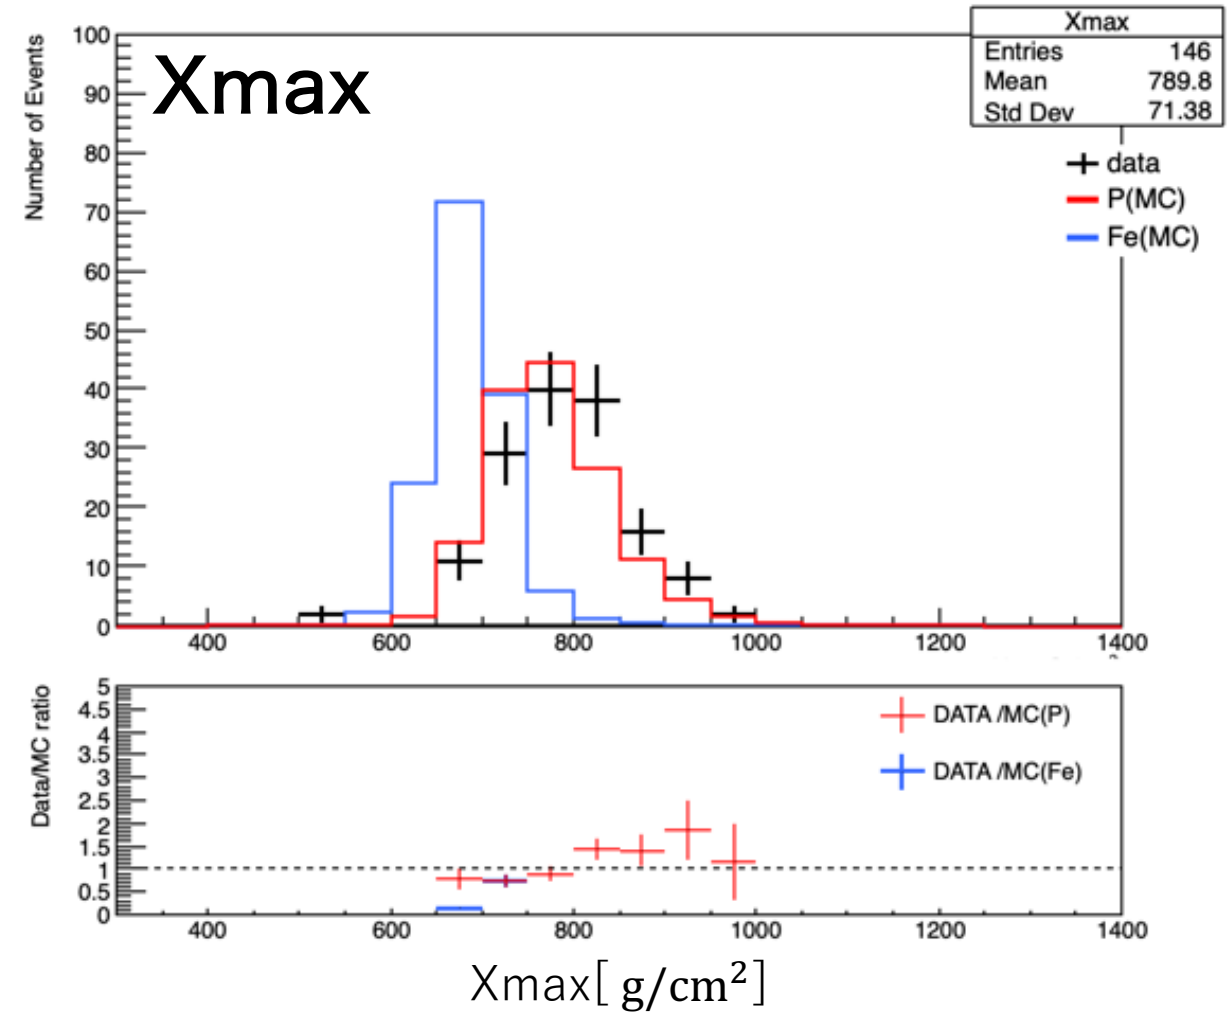 Xmax
Xmax
Entries 146
Mean 789.8
Std Dev 71.38
data
P(MC)
Fe(MC)
Number of Events
100
90
80
70
60
50
40
30
20
10
0
400 600 800 1000 1200 1400
Data/MC ratio
5
4.5
4
3.5
3
2.5
2
1.5
1
0.5
0
DATA /MC(P)
DATA /MC(Fe)
400 600 800 1000 1200 1400
Xmax[ g/cm²]